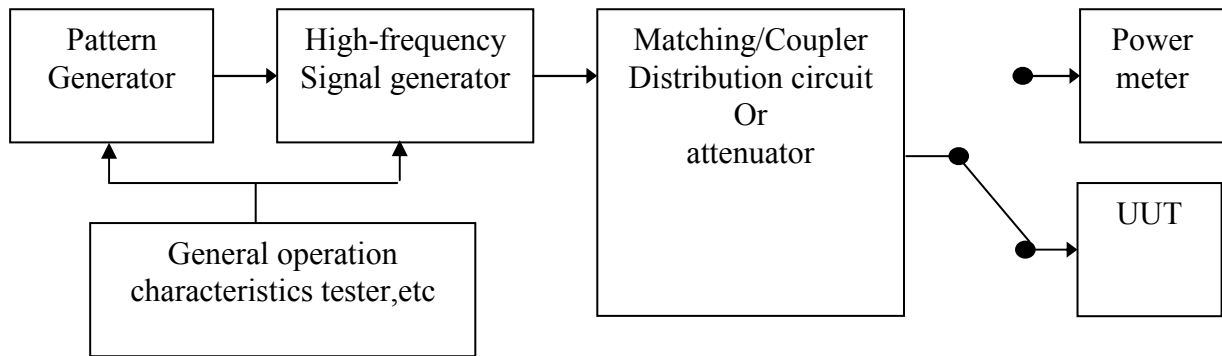 Pattern
Generator
High-frequency
Signal generator
Matching/Coupler
Distribution circuit
Or
attenuator
Power
meter
UUT
General operation
characteristics tester,etc